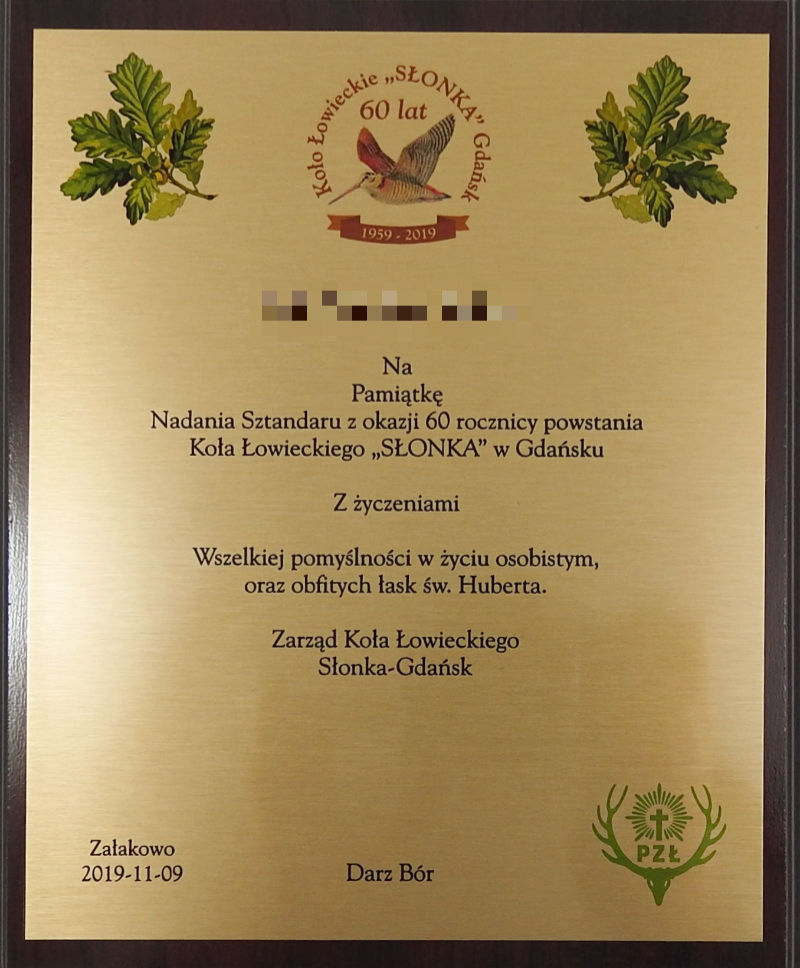 Koło Łowieckie „SŁONKA” Gdańsk
60 lat
1959 - 2019
Na
Pamiątkę
Nadania Sztandaru z okazji 60 rocznicy powstania
Koła Łowieckiego „SŁONKA” w Gdańsku
Z życzeniami
Wszelkiej pomyślności w życiu osobistym,
oraz obfitych łask św. Huberta.
Zarząd Koła Łowieckiego
Słonka-Gdańsk
Załakowo
2019-11-09
Darz Bór
PZŁ